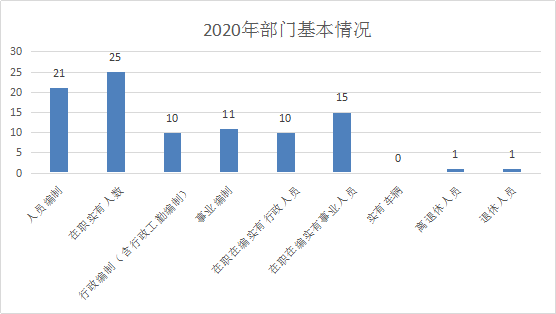 2020年部门基本情况
30
25
20
15
10
5
0
21
25
10
11
10
15
0
1
1
人员编制
在职实有人数
行政编制（含行政工勤编制）
事业编制
在职在编实有行政人员
在职在编实有事业人员
实有车辆
离退休人员
退休人员